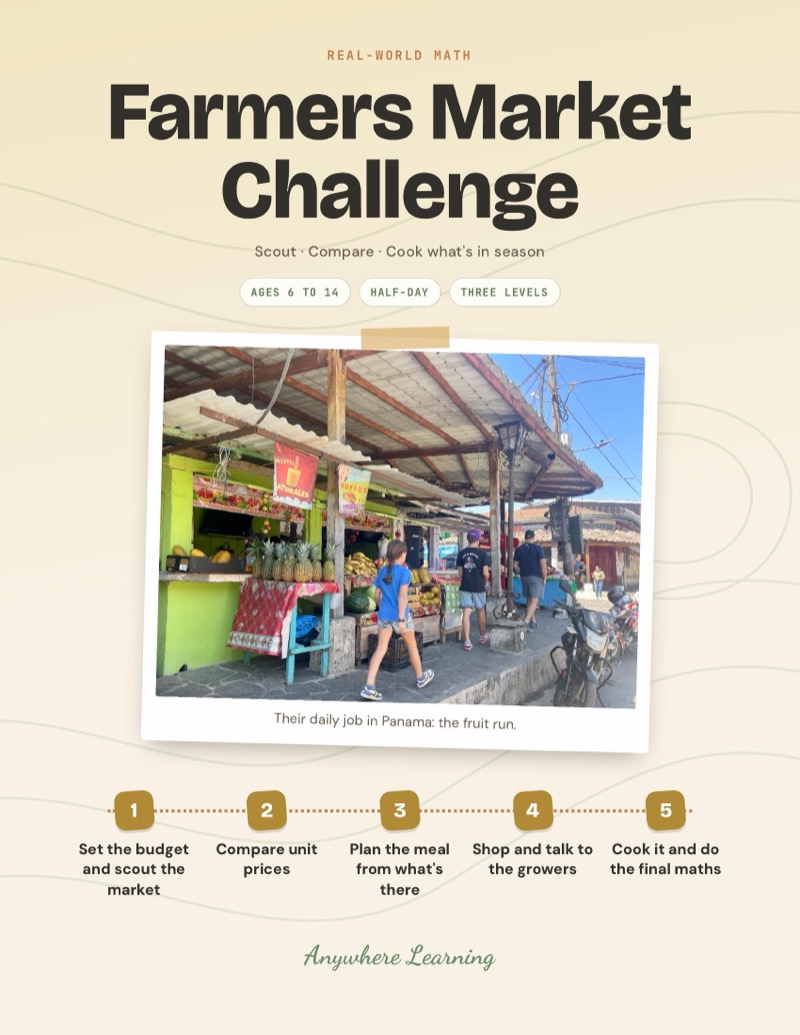 REAL-WORLD MATH
Farmers Market
Challenge
Scout · Compare · Cook what's in season
AGES 6 TO 14
HALF-DAY
THREE LEVELS
Their daily job in Panama: the fruit run.
1
Set the budget
and scout the
market
2
Compare unit
prices
3
Plan the meal
from what's
there
4
Shop and talk to
the growers
5
Cook it and do
the final maths
Anywhere Learning